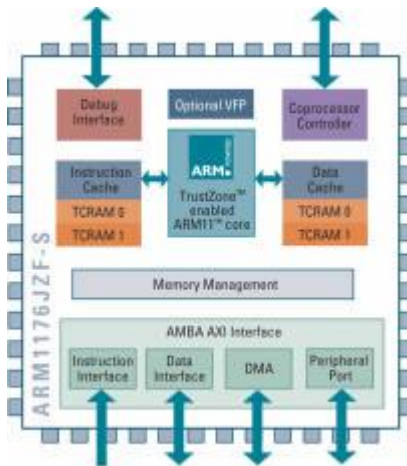 Debug
Interface
Optional VFP
Coprocessor
Controller
ARM
Instruction
Cache
TCRAM 0
TCRAM 1
TrustZone™
enabled
ARM11™ core
Data
Cache
TCRAM 0
TCRAM 1
Memory Management
AMBA AXI Interface
Instruction
Interface
Data
Interface
DMA
Peripheral
Port
ARM1176JZF-S